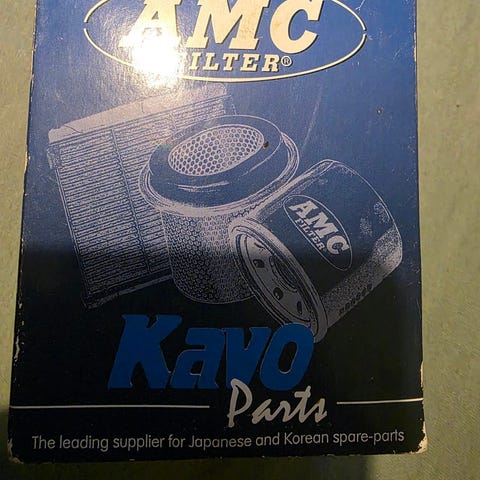 AMC
FILTER®
AMC
FILTER
Kavo
Parts
The leading supplier for Japanese and Korean spare-parts